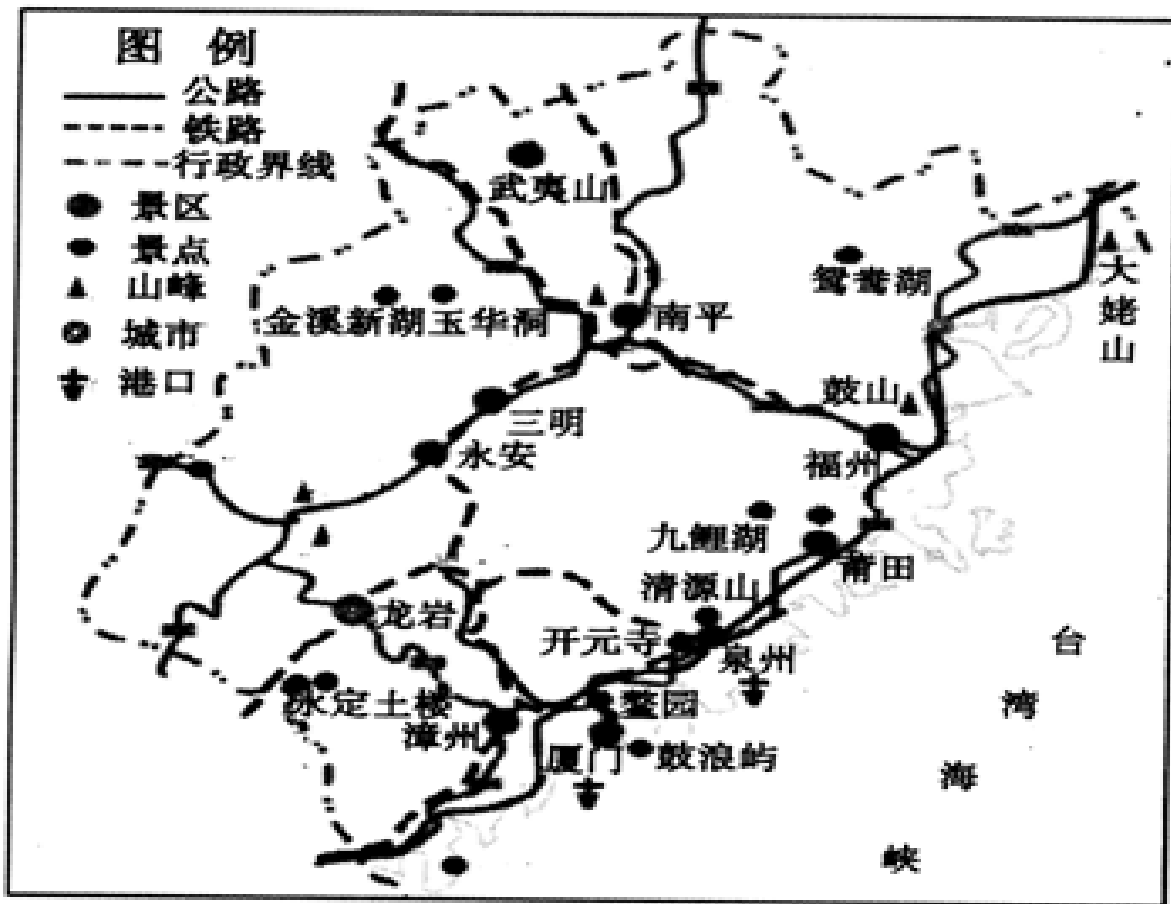 图 例
公路
铁路
行政界线
景区
景点
山峰
城市
港口
武夷山
鸳鸯湖
大姥山
金溪新湖
玉华洞
南平
鼓山
三明
永安
福州
九鲤湖
莆田
清源山
龙岩
开元寺
泉州
永定土楼
鳌园
漳州
厦门
鼓浪屿
台湾海峡